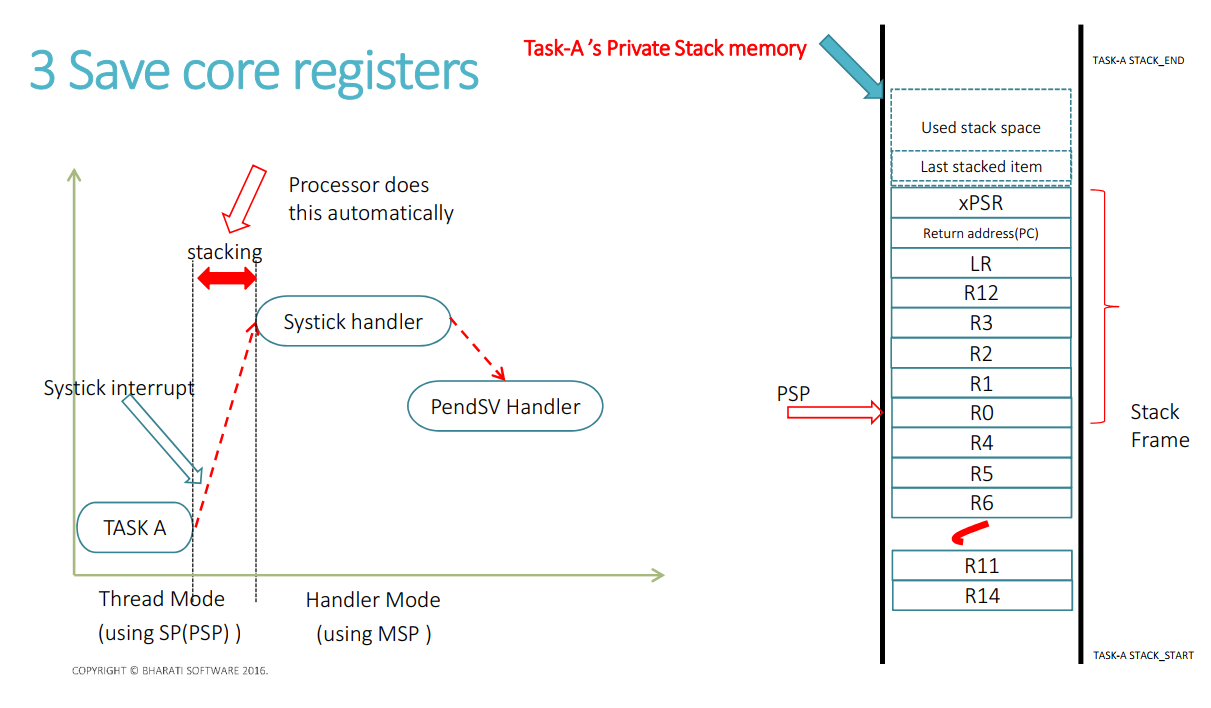 3 Save core registers
Task-A ’s Private Stack memory
TASK-A STACK_END
Used stack space
Last stacked item
xPSR
Return address(PC)
LR
R12
R3
R2
R1
R0
R4
R5
R6
R11
R14
PSP
Stack
Frame
TASK-A STACK_START
Processor does
this automatically
stacking
Systick handler
Systick interrupt
PendSV Handler
TASK A
Thread Mode
(using SP(PSP) )
Handler Mode
(using MSP )
COPYRIGHT © BHARATI SOFTWARE 2016.